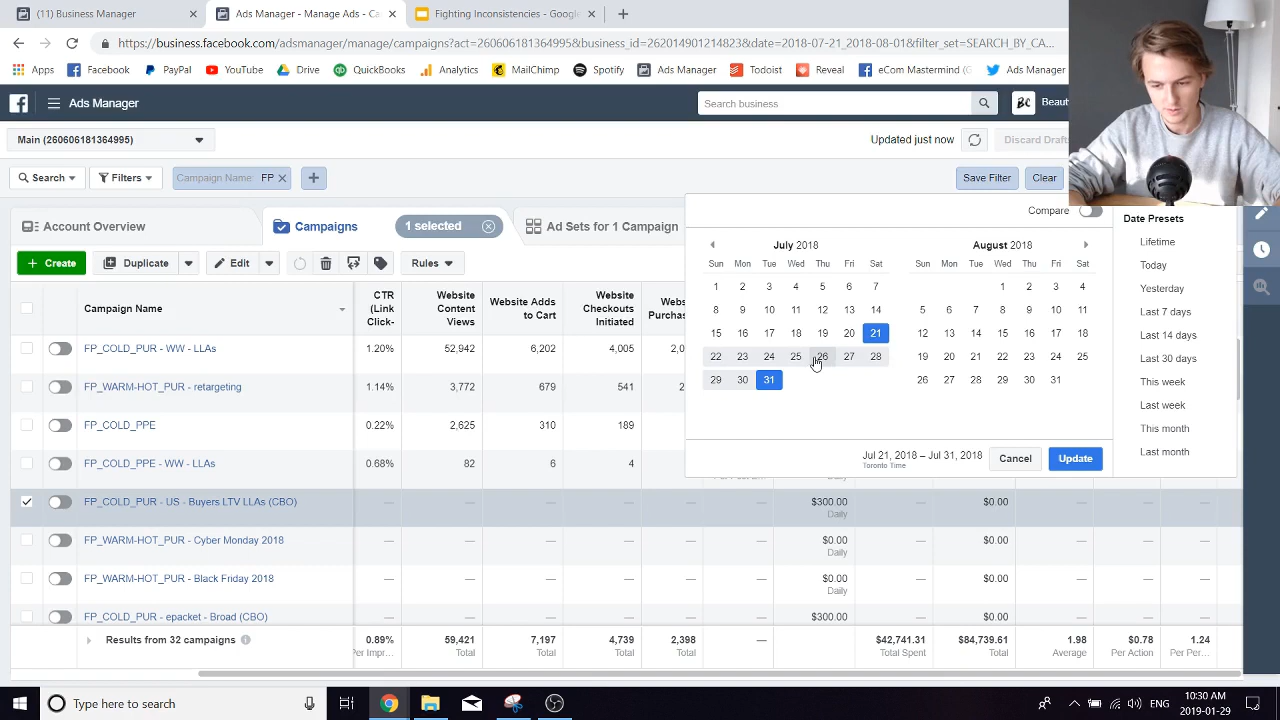 (11) Business Manager
Ads Manager - Manage Ads - Ca
Fighting Inconsistencies - Google
https://business.facebook.com/adsmanager/manage/campaigns?act=260606181364995&business_id=262014901214823&date=2018-07-21_2018-08-01&filter_set=SEARCH_BY_CA...
Apps
Facebook
PayPal
YouTube
Drive
QuickBooks
Analytics
MailChimp
Spotify
Ads Manager
Todoist
Reveal
eCom Mastermind (G
Ads Manager
Ads Manager
Search business
BC
Beaut
Main (260606181364995)
Updated just now
Discard Draft
Search
Filters
Campaign Name: FP
Save Filter
Clear
Account Overview
Campaigns
1 selected
Ad Sets for 1 Campaign
Create
Duplicate
Edit
Rules
Compare
July 2018
August 2018
Sun Mon Tue Wed Thu Fri Sat
Sun Mon Tue Wed Thu Fri Sat
1 2 3 4 5 6 7
1 2 3 4
8 9 10 11 12 13 14
5 6 7 8 9 10 11
15 16 17 18 19 20 21
12 13 14 15 16 17 18
22 23 24 25 26 27 28
19 20 21 22 23 24 25
29 30 31
26 27 28 29 30 31
Jul 21, 2018 – Jul 31, 2018
Toronto Time
Cancel
Update
Date Presets
Lifetime
Today
Yesterday
Last 7 days
Last 14 days
Last 30 days
This week
Last week
This month
Last month
Campaign Name
CTR (Link Click-
Website Content Views
Website Adds to Cart
Website Checkouts Initiated
Webs Purchas
FP_COLD_PUR - WW - LLAs 1.20% 52,942 6,202 4,005 2,0
FP_WARM-HOT_PUR - retargeting 1.14% 3,772 679 541 2
FP_COLD_PPE 0.22% 2,625 310 189
FP_COLD_PPE - WW - LLAs 0.68% 82 6 4
FP_COLD_PUR - US - Buyers LTV LLAs (CBO) — — — — — $300.00 — $0.00 — — —
Daily
FP_WARM-HOT_PUR - Cyber Monday 2018 — — — — — $0.00 — $0.00 — — —
Daily
FP_WARM-HOT_PUR - Black Friday 2018 — — — — — $0.00 — $0.00 — — —
Daily
FP_COLD_PUR - epacket - Broad (CBO) — — — — — $300.00 — $0.00 — — —
Results from 32 campaigns 0.89% 59,421 7,197 4,739 2,398 — $42,741.31 $84,739.61 1.98 $0.78 1.24
Per Impr... Total Total Total Total Total Spent Total Average Per Action Per Per...
Type here to search
10:30 AM
2019-01-29